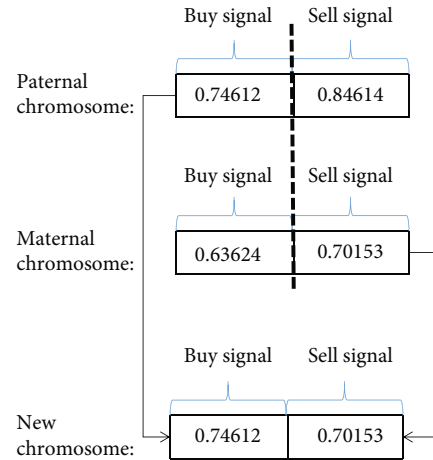 Buy signal Sell signal
Paternal
chromosome:
0.74612 0.84614
Buy signal Sell signal
Maternal
chromosome:
0.63624 0.70153
Buy signal Sell signal
New
chromosome:
0.74612 0.70153